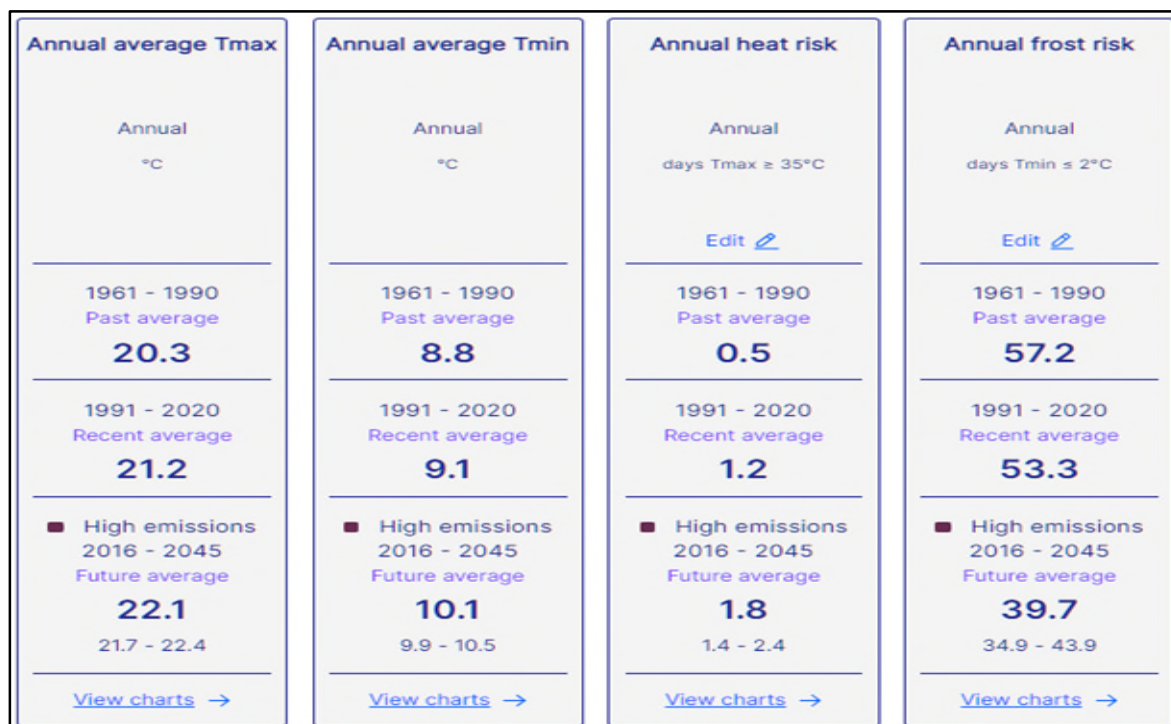 Annual average Tmax
Annual
°C
1961 - 1990
Past average
20.3
1991 - 2020
Recent average
21.2
High emissions
2016 - 2045
Future average
22.1
21.7 - 22.4
View charts →
Annual average Tmin
Annual
°C
1961 - 1990
Past average
8.8
1991 - 2020
Recent average
9.1
High emissions
2016 - 2045
Future average
10.1
9.9 - 10.5
View charts →
Annual heat risk
Annual
days Tmax ≥ 35°C
Edit
1961 - 1990
Past average
0.5
1991 - 2020
Recent average
1.2
High emissions
2016 - 2045
Future average
1.8
1.4 - 2.4
View charts →
Annual frost risk
Annual
days Tmin ≤ 2°C
Edit
1961 - 1990
Past average
57.2
1991 - 2020
Recent average
53.3
High emissions
2016 - 2045
Future average
39.7
34.9 - 43.9
View charts →